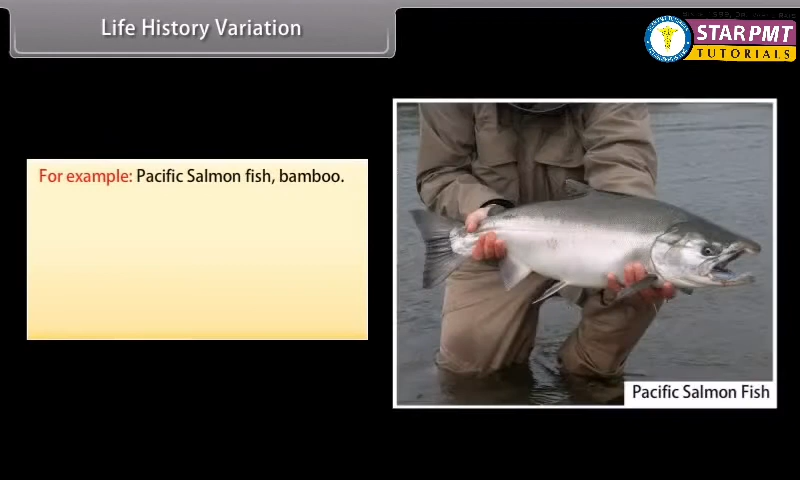 Life History Variation
STAR PMT
TUTORIALS
For example: Pacific Salmon fish, bamboo.
Pacific Salmon Fish